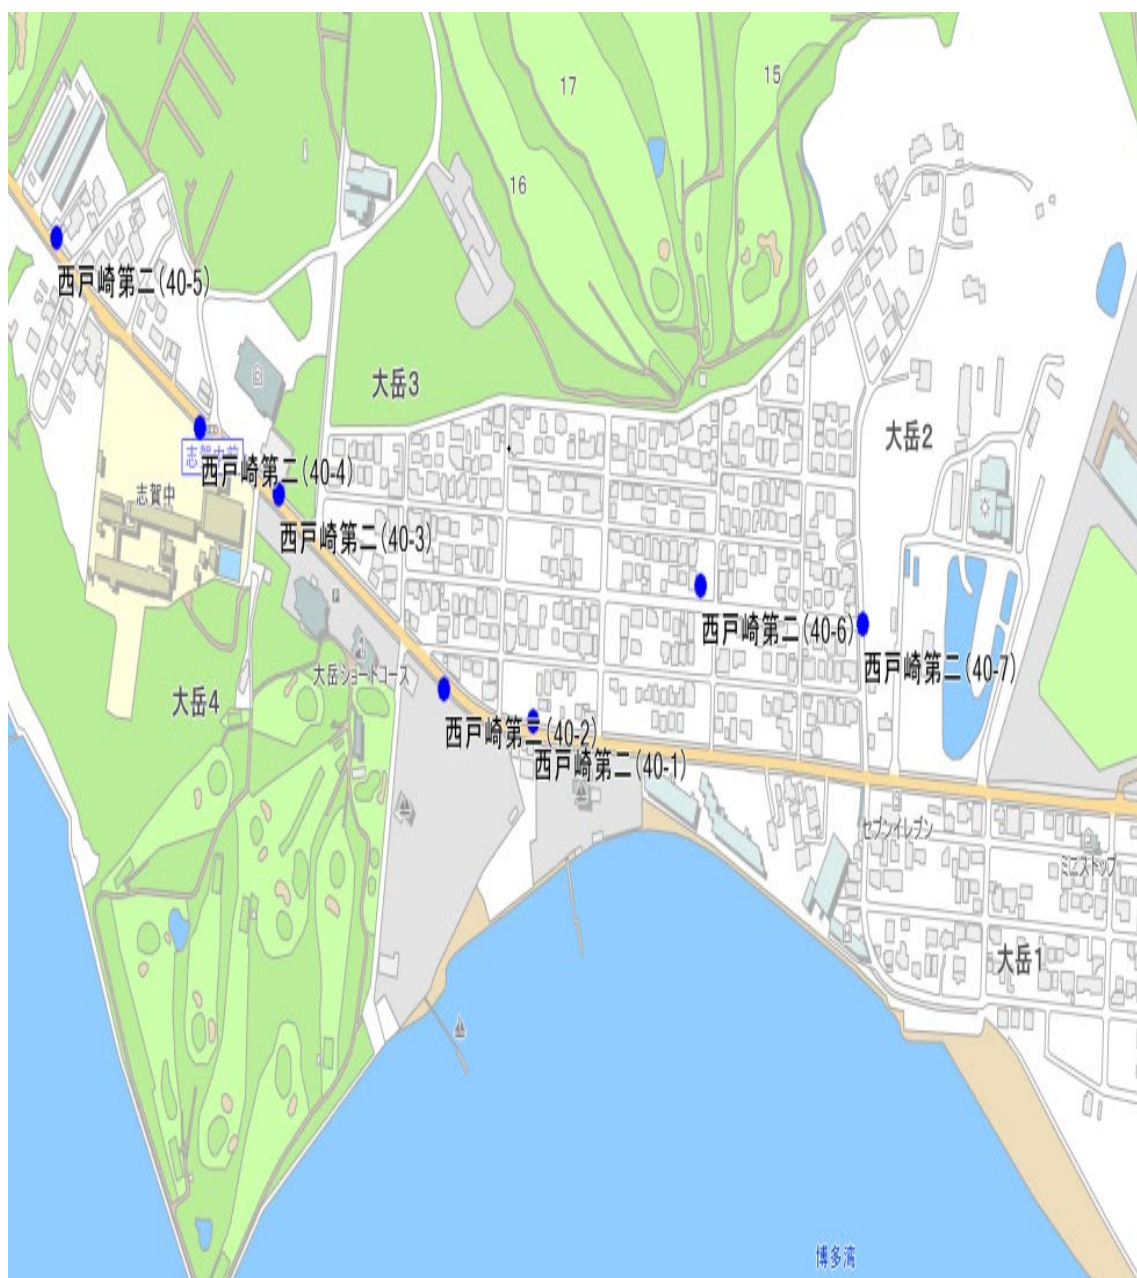 15
17
16
西戸崎第二(40-5)
大岳3
大岳2
西戸崎第二(40-4)
志賀中
西戸崎第二(40-3)
西戸崎第二(40-6)
西戸崎第二(40-7)
大岳ショートコース
大岳4
西戸崎第二(40-2)
西戸崎第二(40-1)
セブンイレブン
ミニストップ
大岳1
博多湾